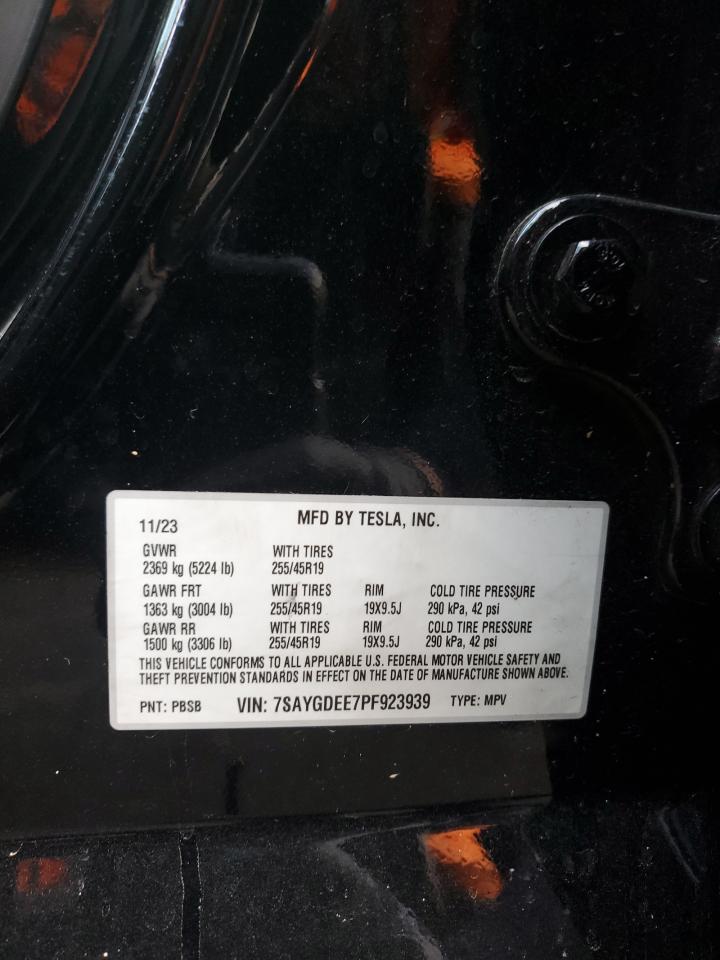 MFD BY TESLA, INC.
11/23
GVWR WITH TIRES
2369 kg (5224 lb) 255/45R19
GAWR FRT WITH TIRES RIM COLD TIRE PRESSURE
1363 kg (3004 lb) 255/45R19 19X9.5J 290 kPa, 42 psi
GAWR RR WITH TIRES RIM COLD TIRE PRESSURE
1500 kg (3306 lb) 255/45R19 19X9.5J 290 kPa, 42 psi
THIS VEHICLE CONFORMS TO ALL APPLICABLE U.S. FEDERAL MOTOR VEHICLE SAFETY AND
THEFT PREVENTION STANDARDS IN EFFECT ON THE DATE OF MANUFACTURE SHOWN ABOVE.
PNT: PBSB VIN: 7SAYGDEE7PF923939 TYPE: MPV